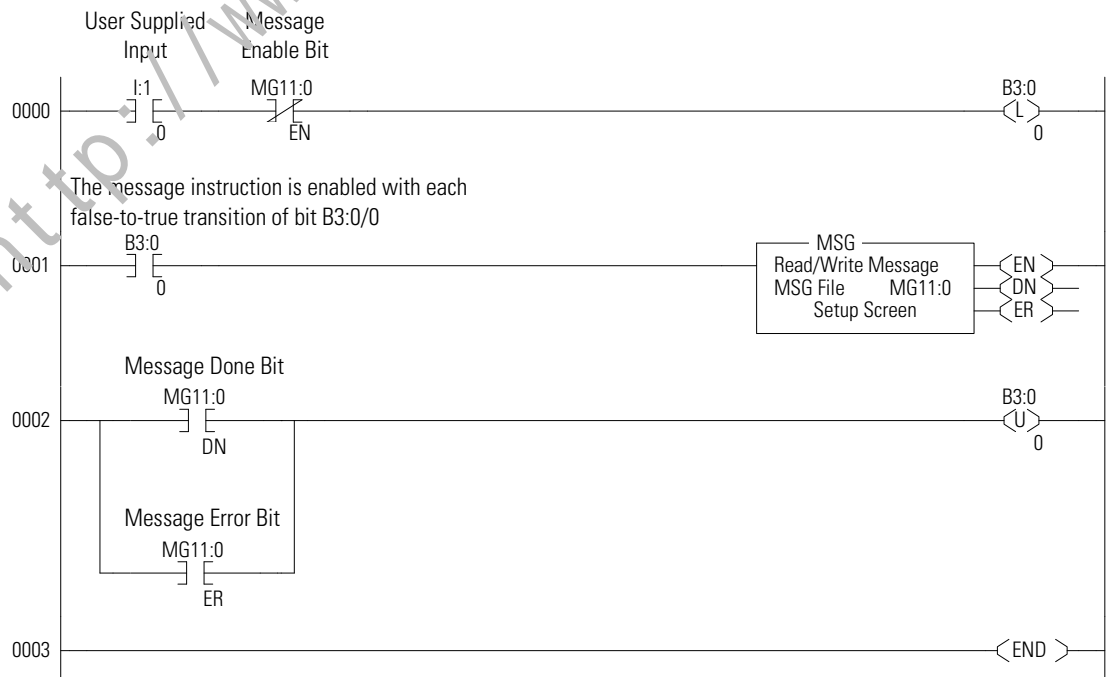 User Supplied Message
Input Enable Bit
I:1 MG11:0 B3:0
0000 L
0 EN 0
The message instruction is enabled with each
false-to-true transition of bit B3:0/0
B3:0 MSG
0001 Read/Write Message EN
0 MSG File MG11:0 DN
Setup Screen ER
Message Done Bit
MG11:0 B3:0
0002 U
DN 0
Message Error Bit
MG11:0
ER
0003 END
http://